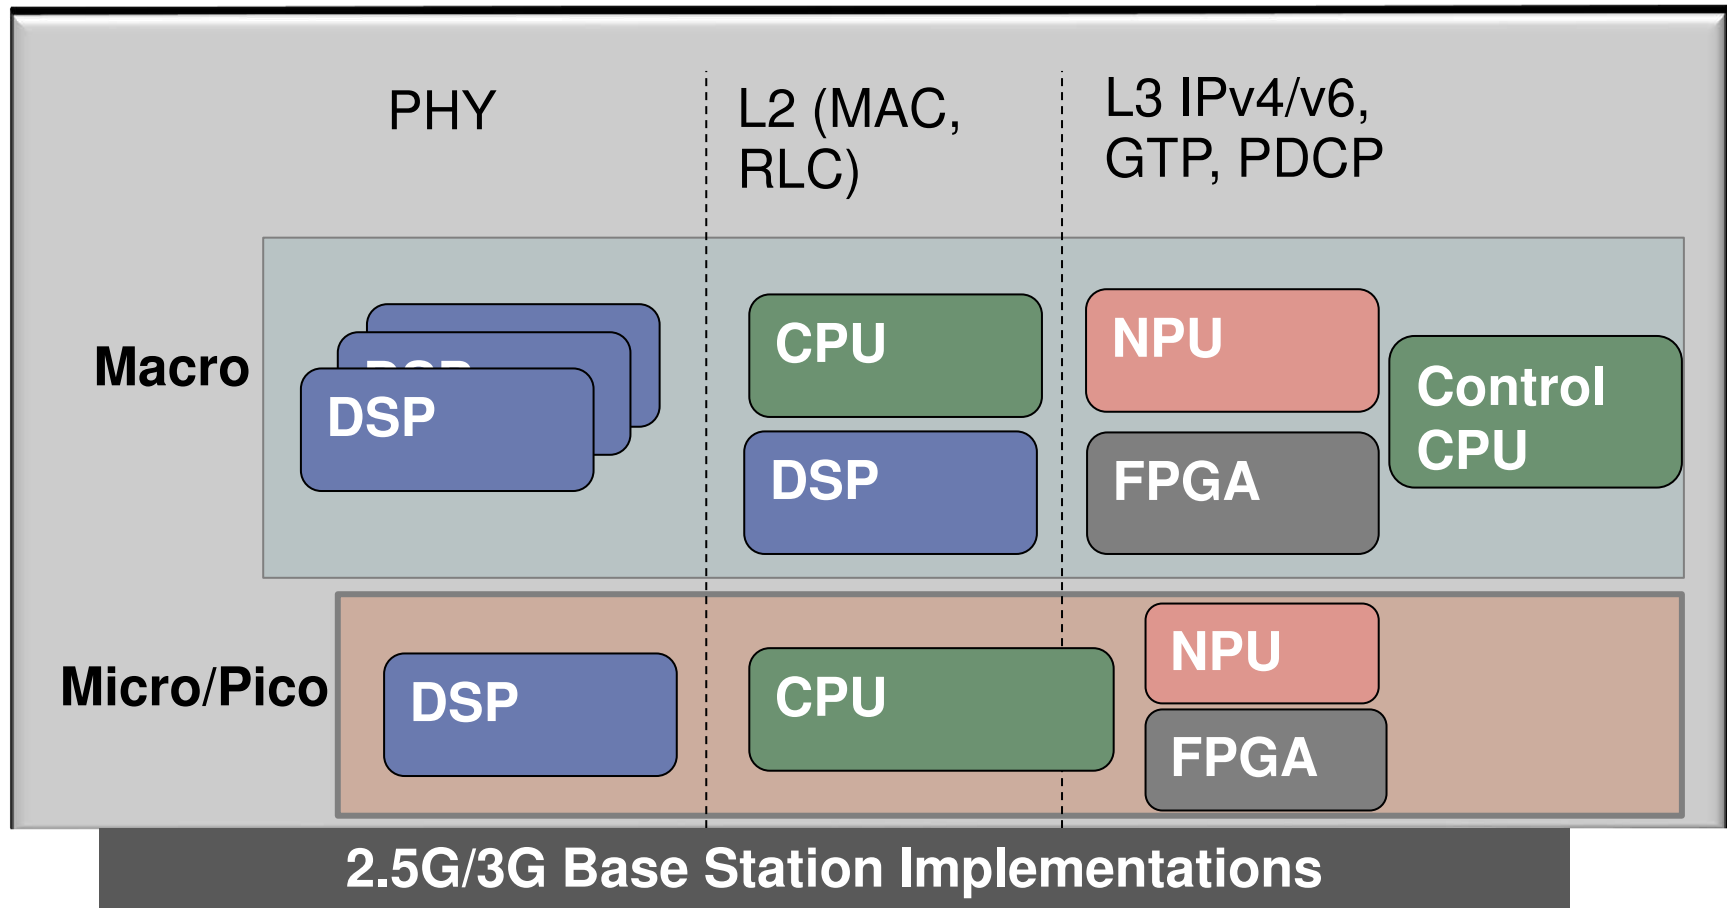 PHY
L2 (MAC,
RLC)
L3 IPv4/v6,
GTP, PDCP
Macro
DSP
DSP
CPU
DSP
NPU
FPGA
Control
CPU
Micro/Pico
DSP
CPU
NPU
FPGA
2.5G/3G Base Station Implementations